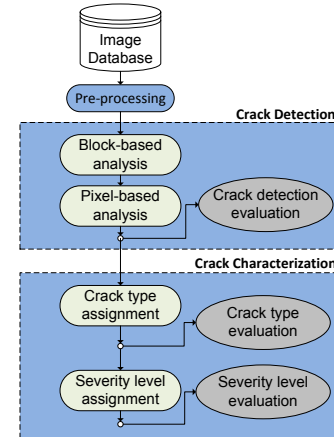 Image
Database
Pre-processing
Crack Detection
Block-based
analysis
Pixel-based
analysis
Crack detection
evaluation
Crack Characterization
Crack type
assignment
Crack type
evaluation
Severity level
assignment
Severity level
evaluation